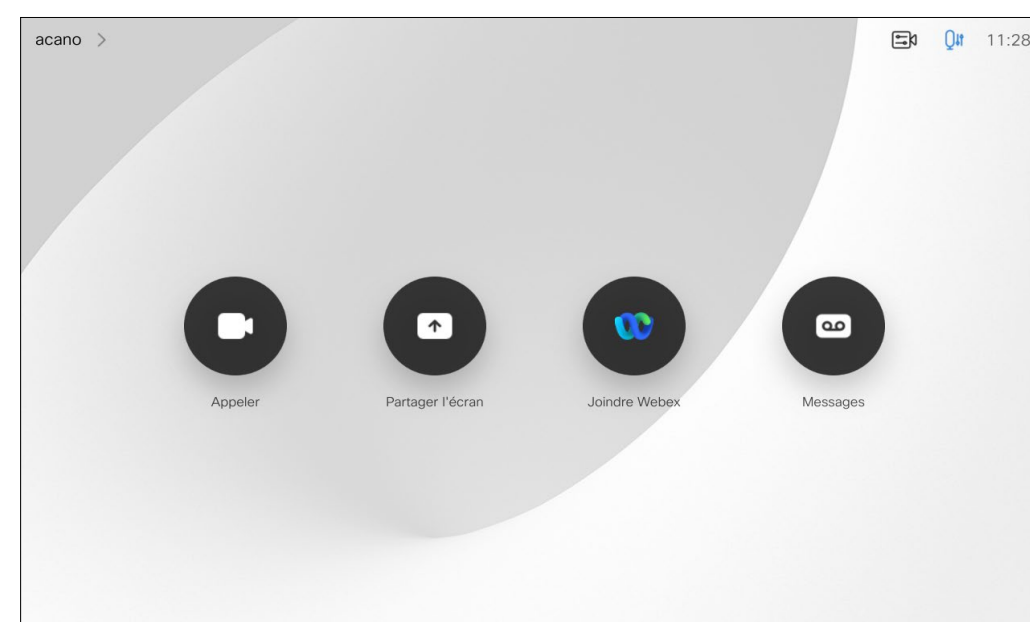 acano
11:28
Appeler
Partager l'écran
Joindre Webex
Messages